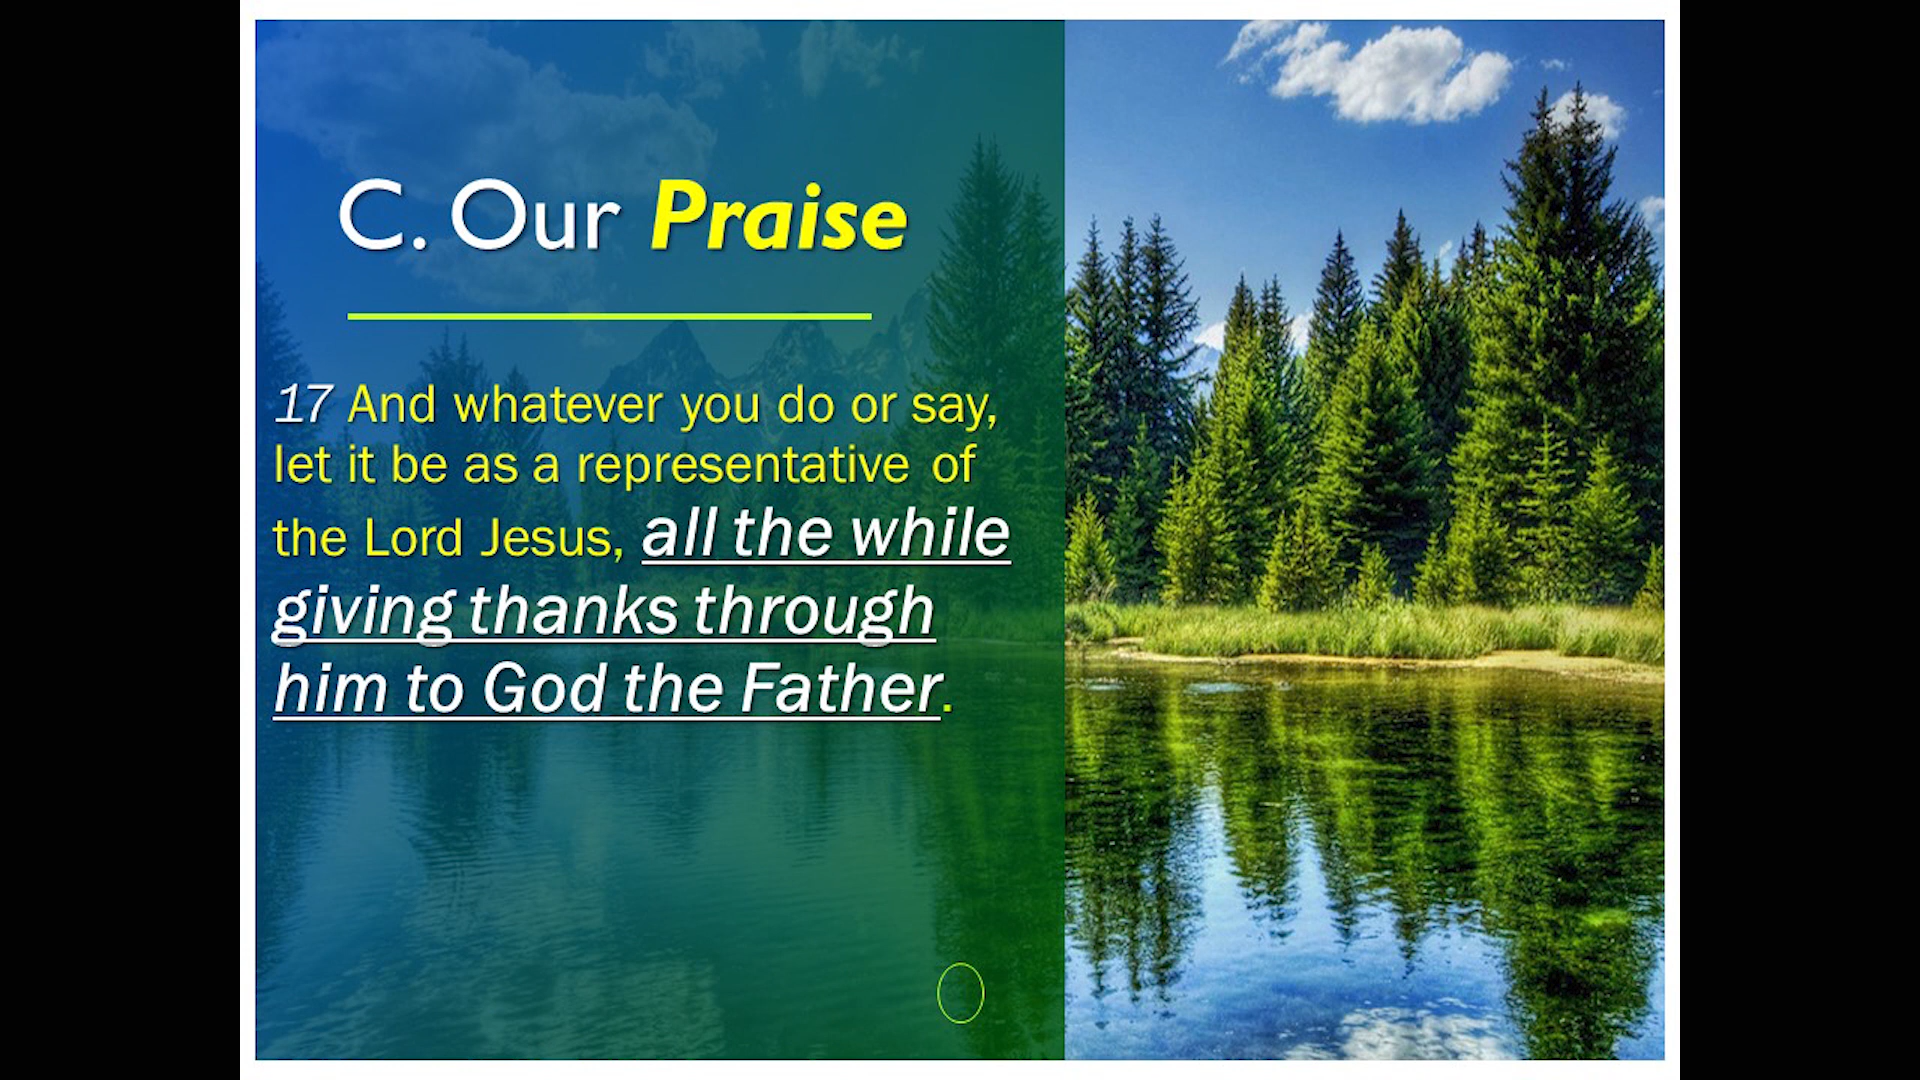 C. Our Praise
17 And whatever you do or say,
let it be as a representative of
the Lord Jesus, all the while
giving thanks through
him to God the Father.